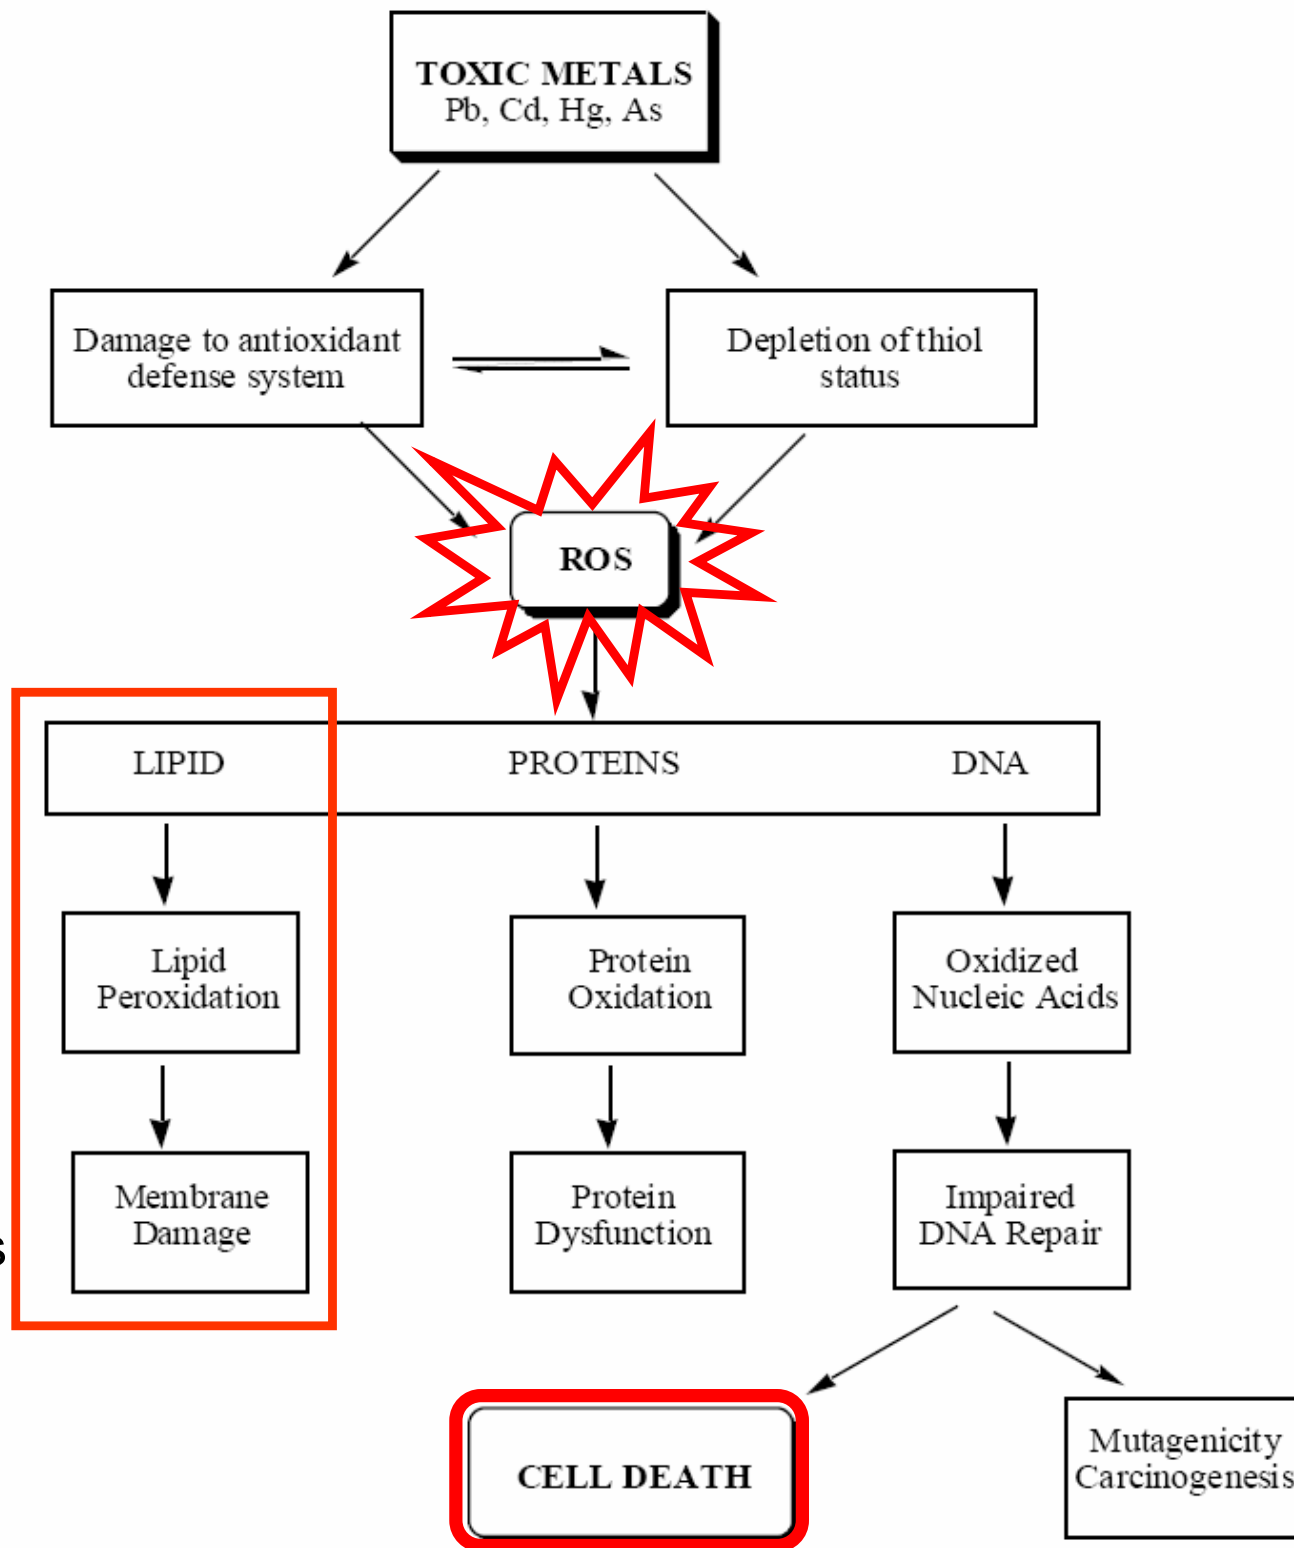 TOXIC METALS
Pb, Cd, Hg, As
Damage to antioxidant
defense system
Depletion of thiol
status
ROS
LIPID
PROTEINS
DNA
Lipid
Peroxidation
Protein
Oxidation
Oxidized
Nucleic Acids
Membrane
Damage
Protein
Dysfunction
Impaired
DNA Repair
s
CELL DEATH
Mutagenicity
Carcinogenesis